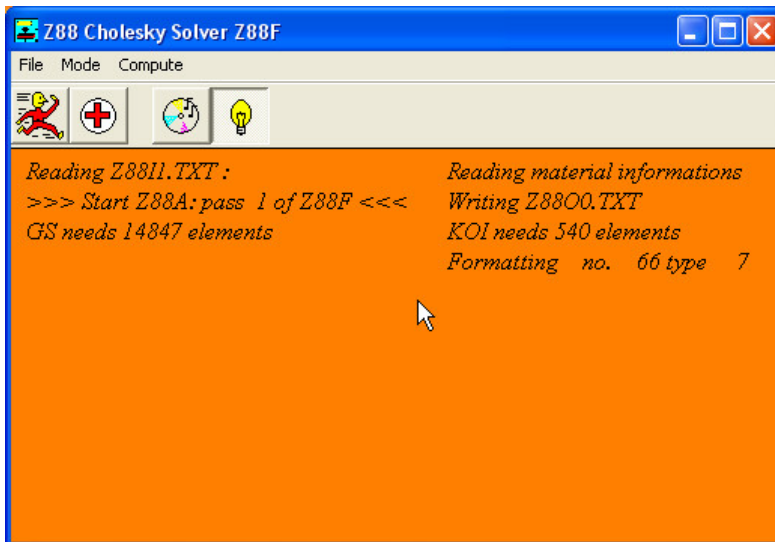 Z88 Cholesky Solver Z88F
File Mode Compute
Reading Z88I1.TXT :
Reading material informations
>>> Start Z88A: pass 1 of Z88F <<<
Writing Z88O0.TXT
GS needs 14847 elements
KOI needs 540 elements
Formatting no. 66 type 7